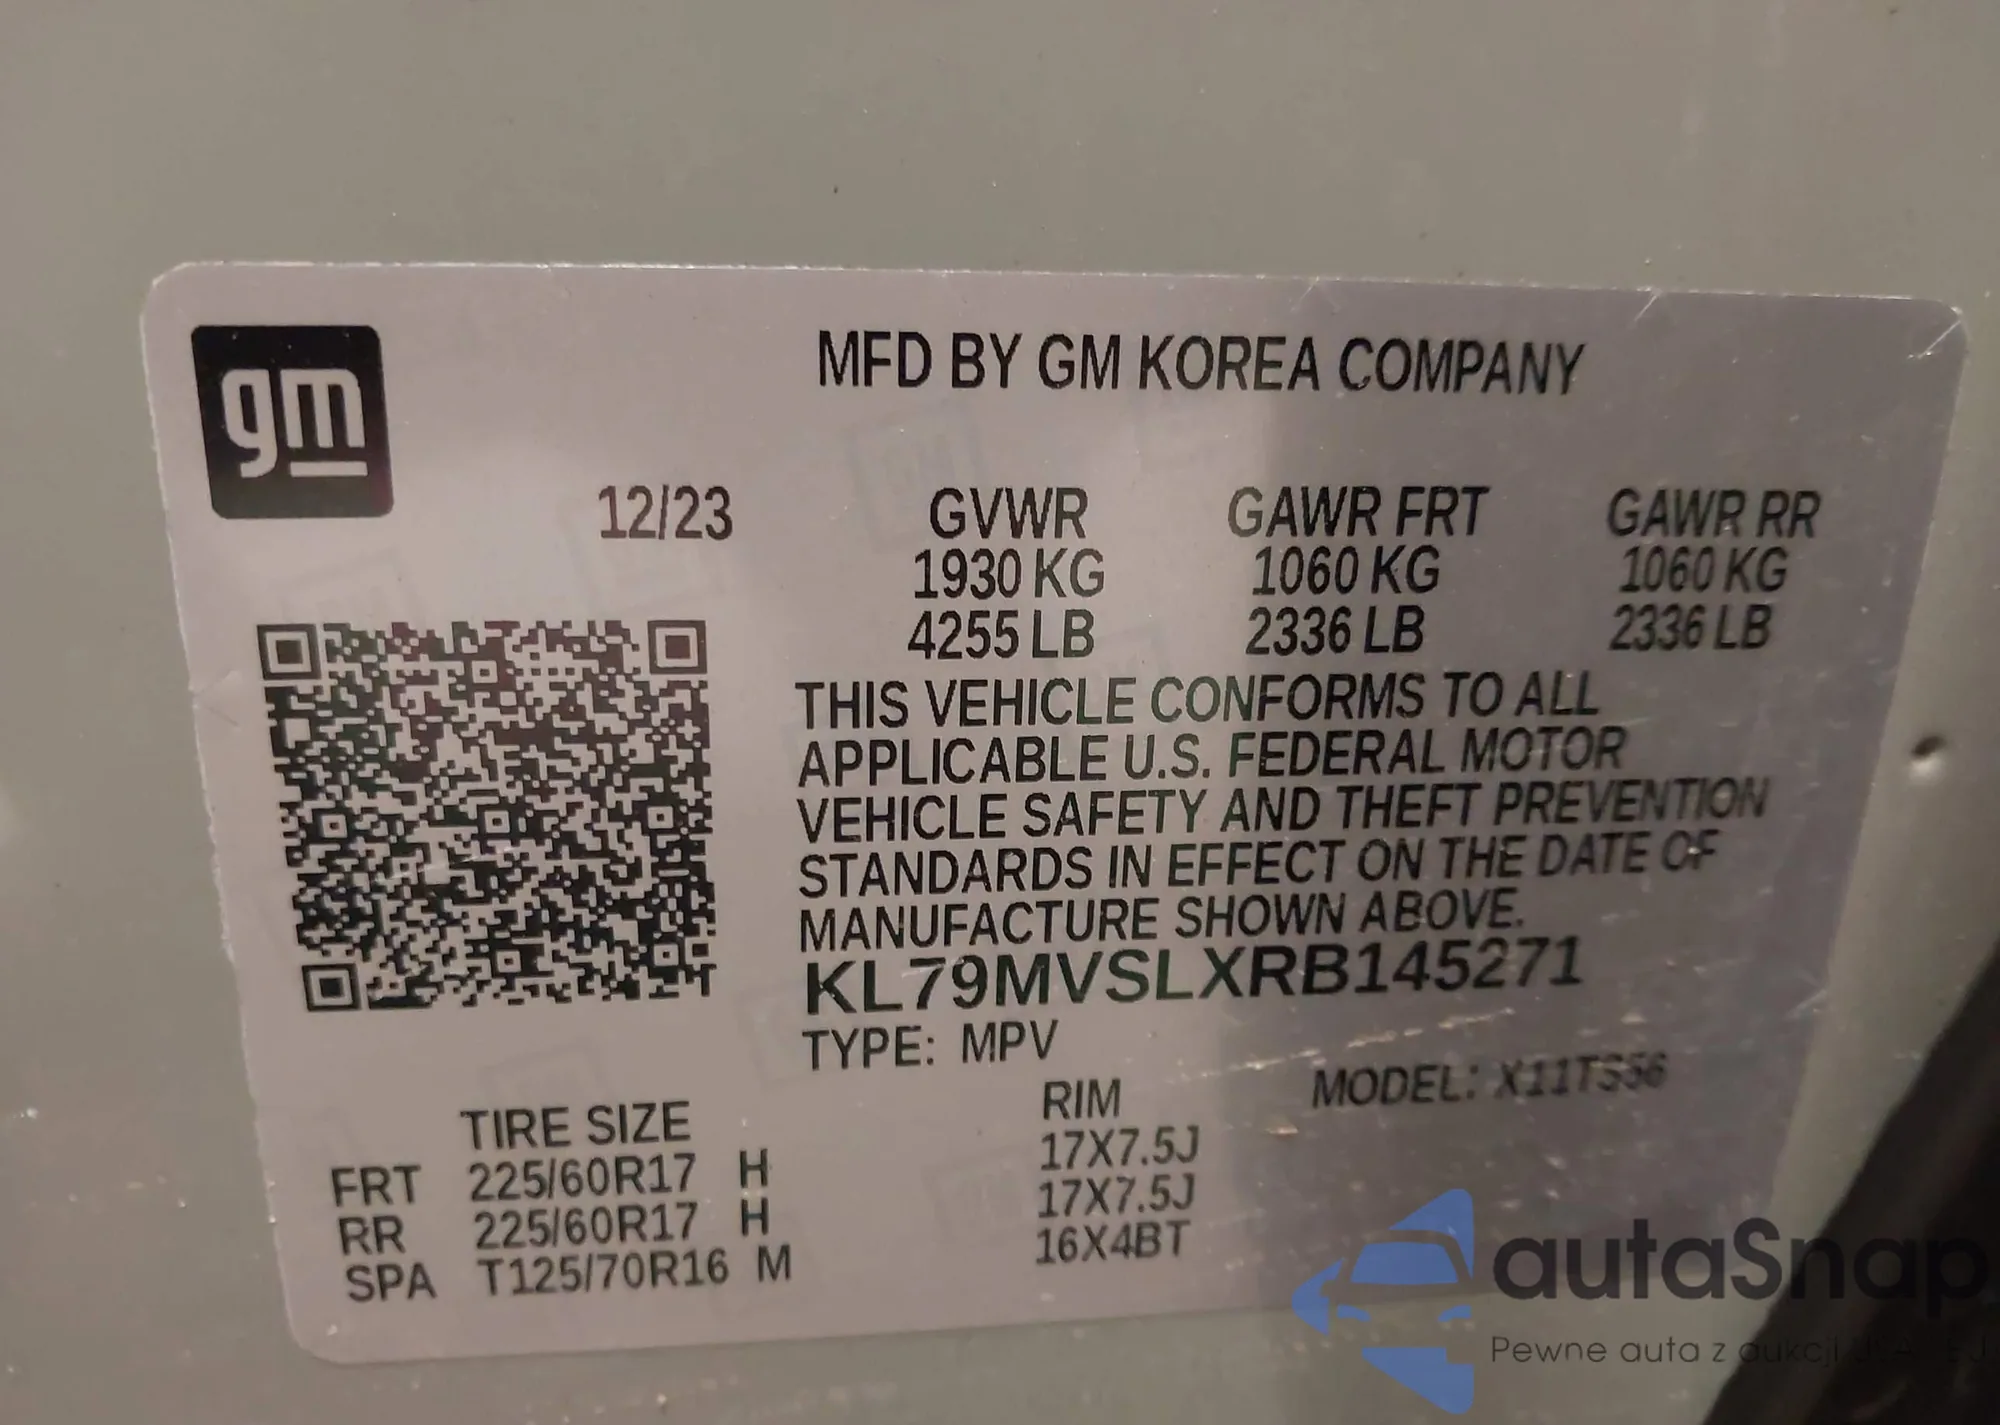 gm
MFD BY GM KOREA COMPANY
12/23 GVWR GAWR FRT GAWR RR
1930 KG 1060 KG 1060 KG
4255 LB 2336 LB 2336 LB
THIS VEHICLE CONFORMS TO ALL
APPLICABLE U.S. FEDERAL MOTOR
VEHICLE SAFETY AND THEFT PREVENTION
STANDARDS IN EFFECT ON THE DATE OF
MANUFACTURE SHOWN ABOVE.
KL79MVSLXRB145271
TYPE: MPV
MODEL: X11TS56
TIRE SIZE RIM
FRT 225/60R17 H 17X7.5J
RR 225/60R17 H 17X7.5J
SPA T125/70R16 M 16X4BT
autaSnap
Pewne auta z aukcji